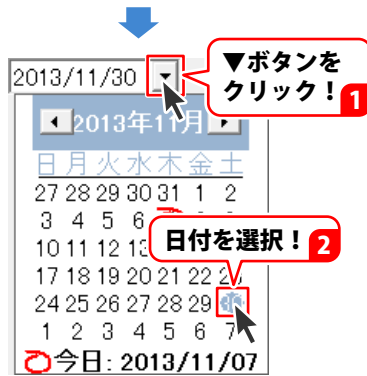 2013/11/30
▼ボタンを
クリック！ 1
2013年11月
日月火水木金土
27 28 29 30 31 1 2
3 4 5 6
10 11 12 13
日付を選択！ 2
17 18 19 20 21 22
24 25 26 27 28 29
1 2 3 4 5 6 7
今日: 2013/11/07